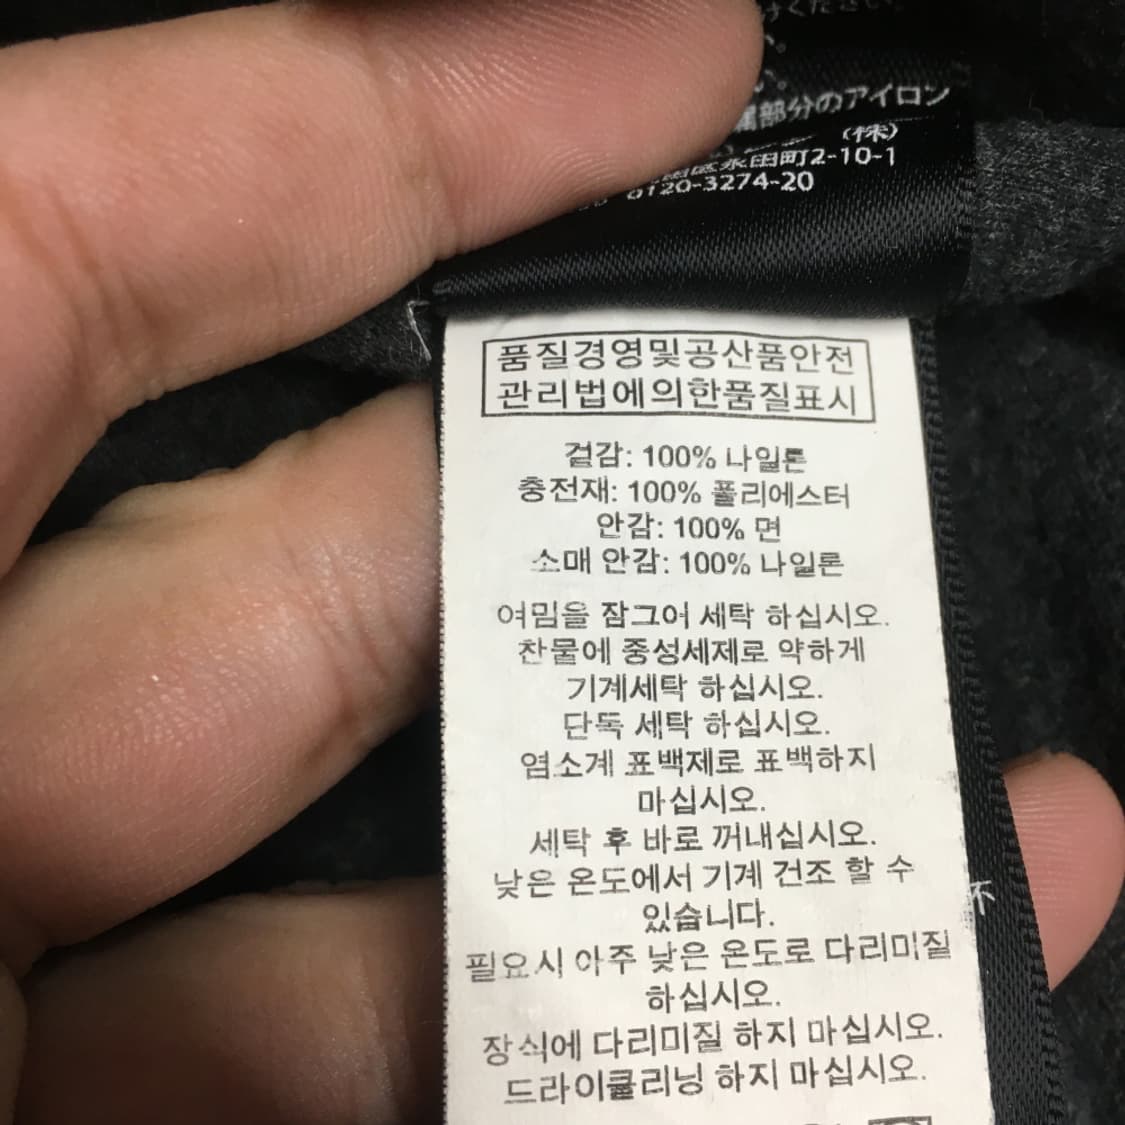 ください。
属部分のアイロン
(株)
区永田町2-10-1
0120-3274-20
품질경영및공산품안전
관리법에의한품질표시
겉감: 100% 나일론
충전재: 100% 폴리에스터
안감: 100% 면
소매 안감: 100% 나일론
여밈을 잠그어 세탁 하십시오.
찬물에 중성세제로 약하게
기계세탁 하십시오.
단독 세탁 하십시오.
염소계 표백제로 표백하지
마십시오.
세탁 후 바로 꺼내십시오.
낮은 온도에서 기계 건조 할 수
있습니다.
필요시 아주 낮은 온도로 다리미질
하십시오.
장식에 다리미질 하지 마십시오.
드라이클리닝 하지 마십시오.
不